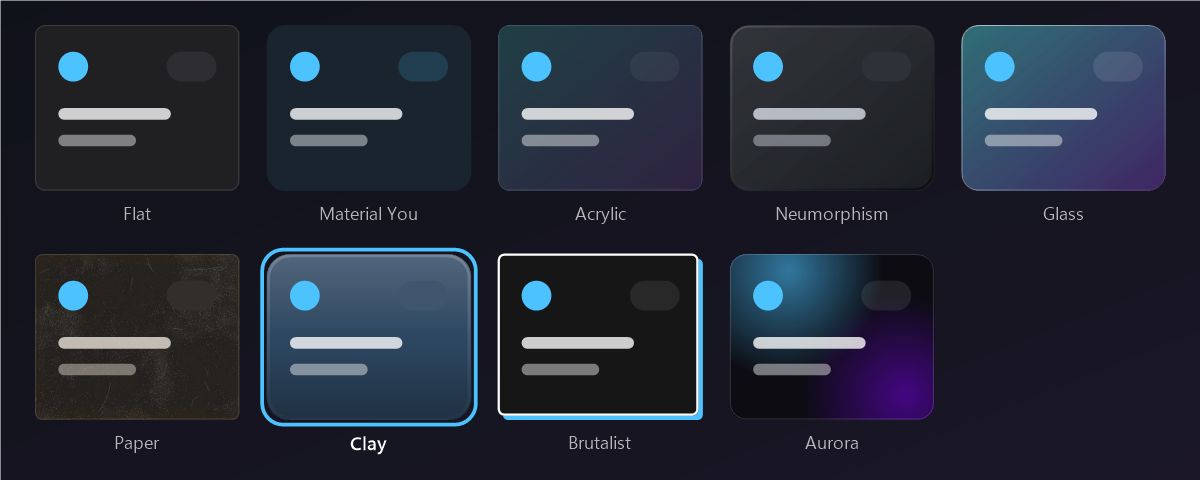 Flat
Material You
Acrylic
Neumorphism
Glass
Paper
Clay
Brutalist
Aurora